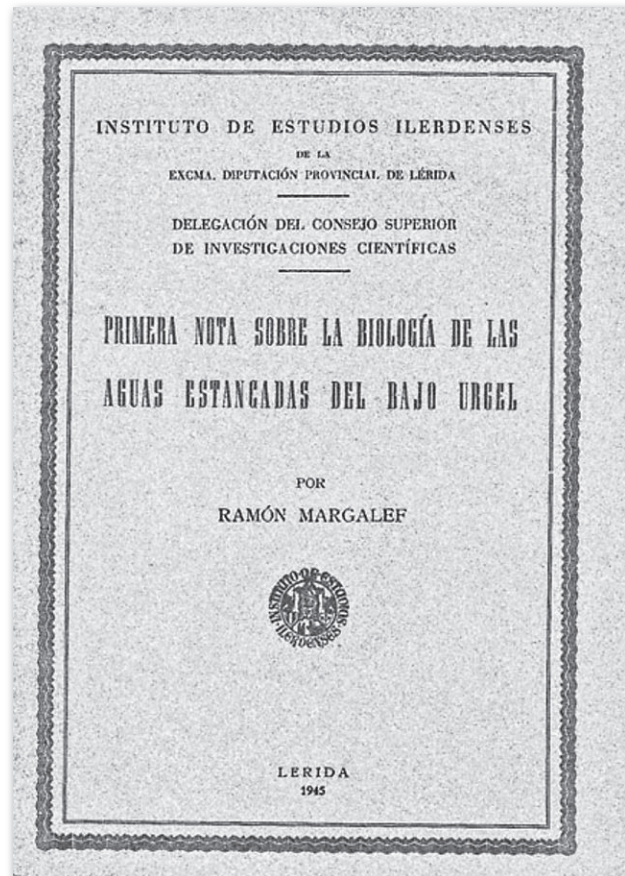 INSTITUTO DE ESTUDIOS ILERDENSES
DE LA
EXCMA. DIPUTACIÓN PROVINCIAL DE LÉRIDA
DELEGACIÓN DEL CONSEJO SUPERIOR
DE INVESTIGACIONES CIENTÍFICAS
PRIMERA NOTA SOBRE LA BIOLOGÍA DE LAS
AGUAS ESTANCADAS DEL BAJO URGEL
POR
RAMÓN MARGALEF
INSTITUTO DE ESTUDIOS ILERDENSES
LERIDA
1945